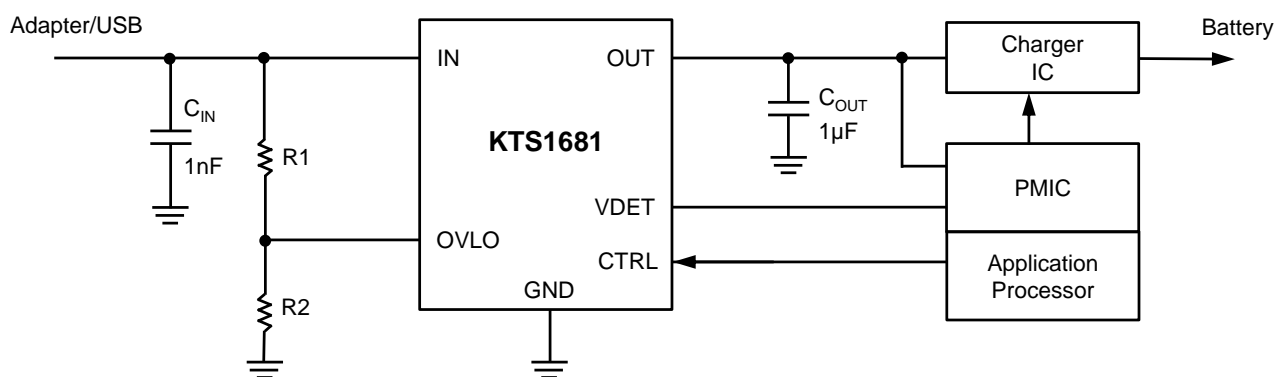 Adapter/USB
Battery
IN
OUT
Charger
IC
C_IN
1nF
R1
KTS1681
C_OUT
1µF
PMIC
VDET
OVLO
CTRL
Application
Processor
GND
R2